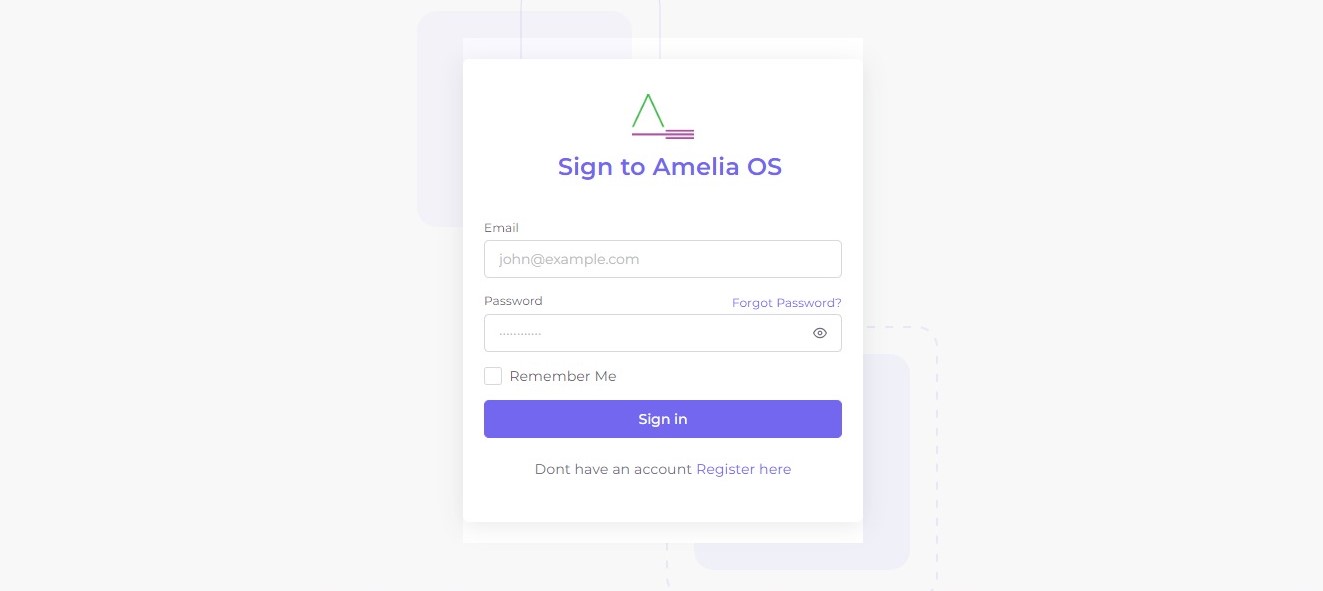 Sign to Amelia OS
Email
john@example.com
Password
Forgot Password?
············
Remember Me
Sign in
Dont have an account Register here